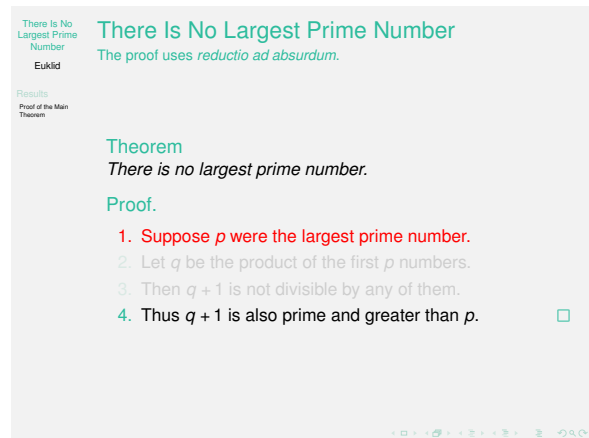 There Is No
Largest Prime
Number
Euklid
Results
Proof of the Main
Theorem
There Is No Largest Prime Number
The proof uses reductio ad absurdum.
Theorem
There is no largest prime number.
Proof.
1. Suppose p were the largest prime number.
2. Let q be the product of the first p numbers.
3. Then q + 1 is not divisible by any of them.
4. Thus q + 1 is also prime and greater than p.